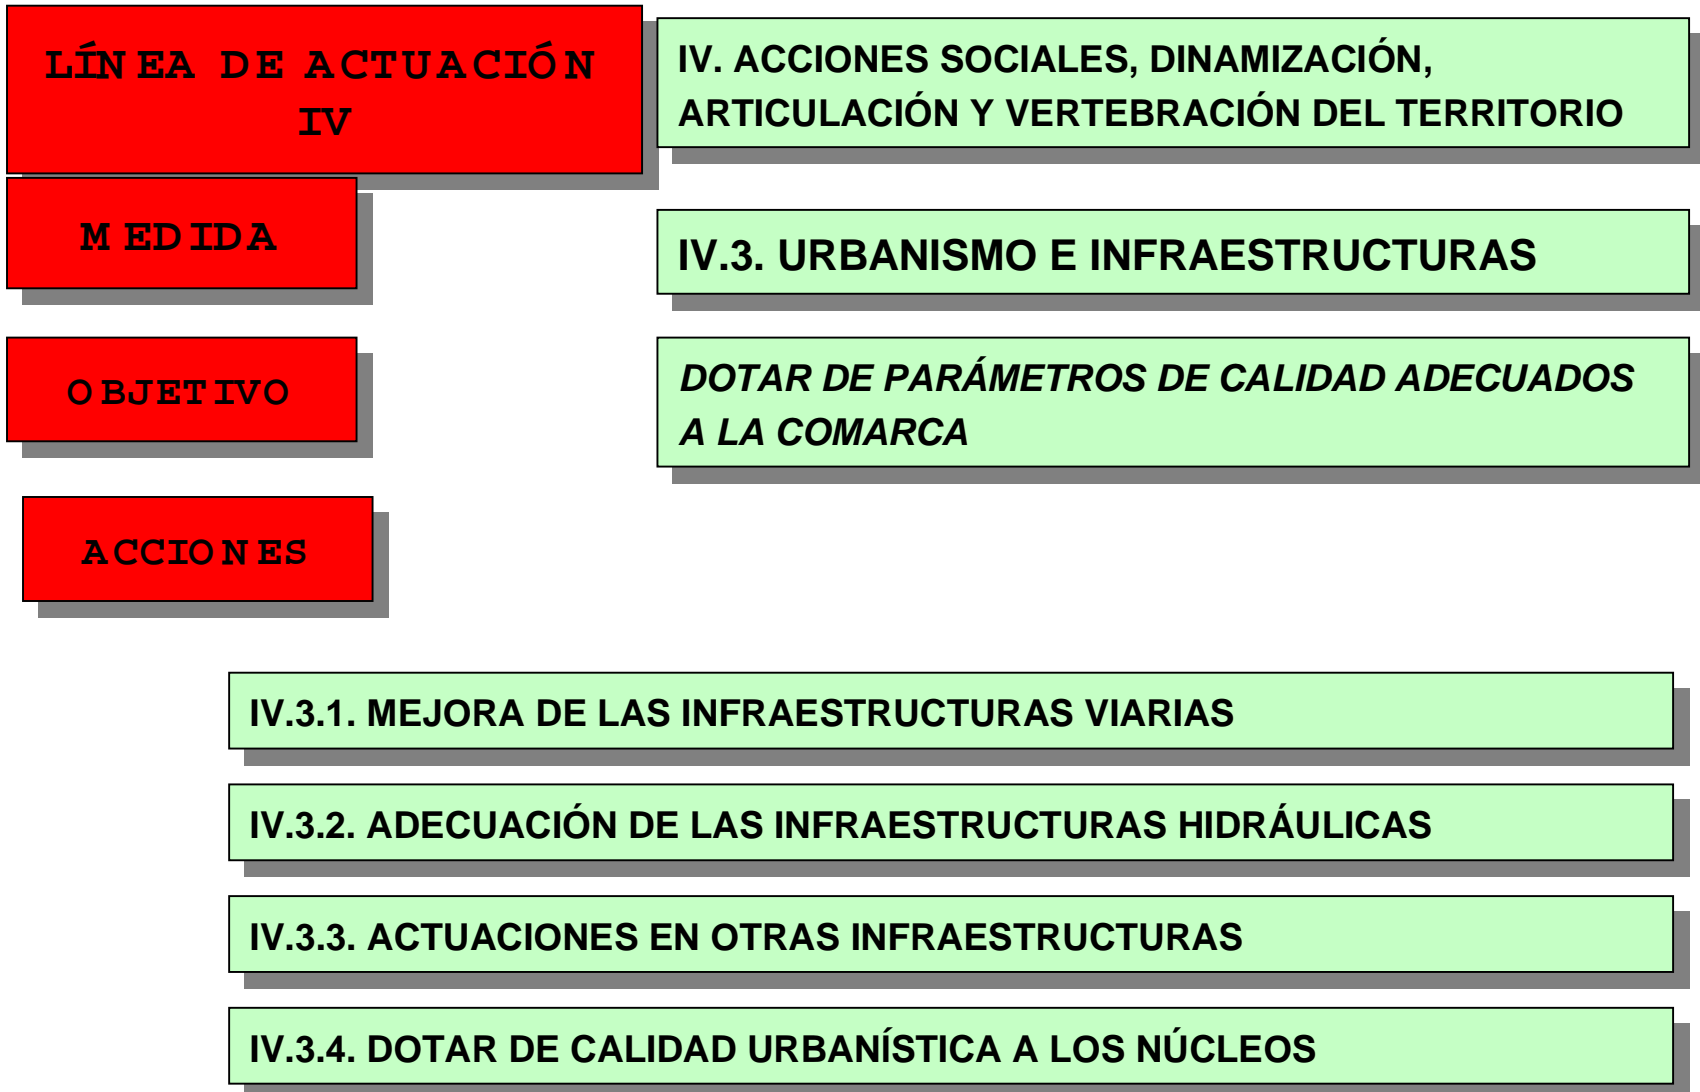 LÍNEA DE ACTUACIÓN
IV
IV. ACCIONES SOCIALES, DINAMIZACIÓN,
ARTICULACIÓN Y VERTEBRACIÓN DEL TERRITORIO
MEDIDA
IV.3. URBANISMO E INFRAESTRUCTURAS
OBJETIVO
DOTAR DE PARÁMETROS DE CALIDAD ADECUADOS
A LA COMARCA
ACCIONES
IV.3.1. MEJORA DE LAS INFRAESTRUCTURAS VIARIAS
IV.3.2. ADECUACIÓN DE LAS INFRAESTRUCTURAS HIDRÁULICAS
IV.3.3. ACTUACIONES EN OTRAS INFRAESTRUCTURAS
IV.3.4. DOTAR DE CALIDAD URBANÍSTICA A LOS NÚCLEOS